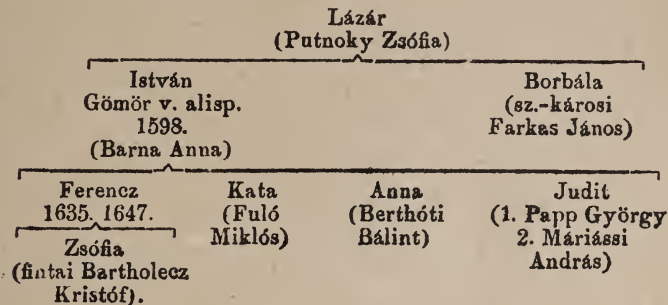 Lázár
(Putnoky Zsófia)
István
Gömör v. alisp.
1598.
(Barna Anna)
Borbála
(sz.-károsi
Farkas János)
Ferencz
1635. 1647.
Zsófia
(fintai Bartholecz
Kristóf).
Kata
(Fuló
Miklós)
Anna
(Berthóti
Bálint)
Judit
(1. Papp György
2. Máriássi
András)